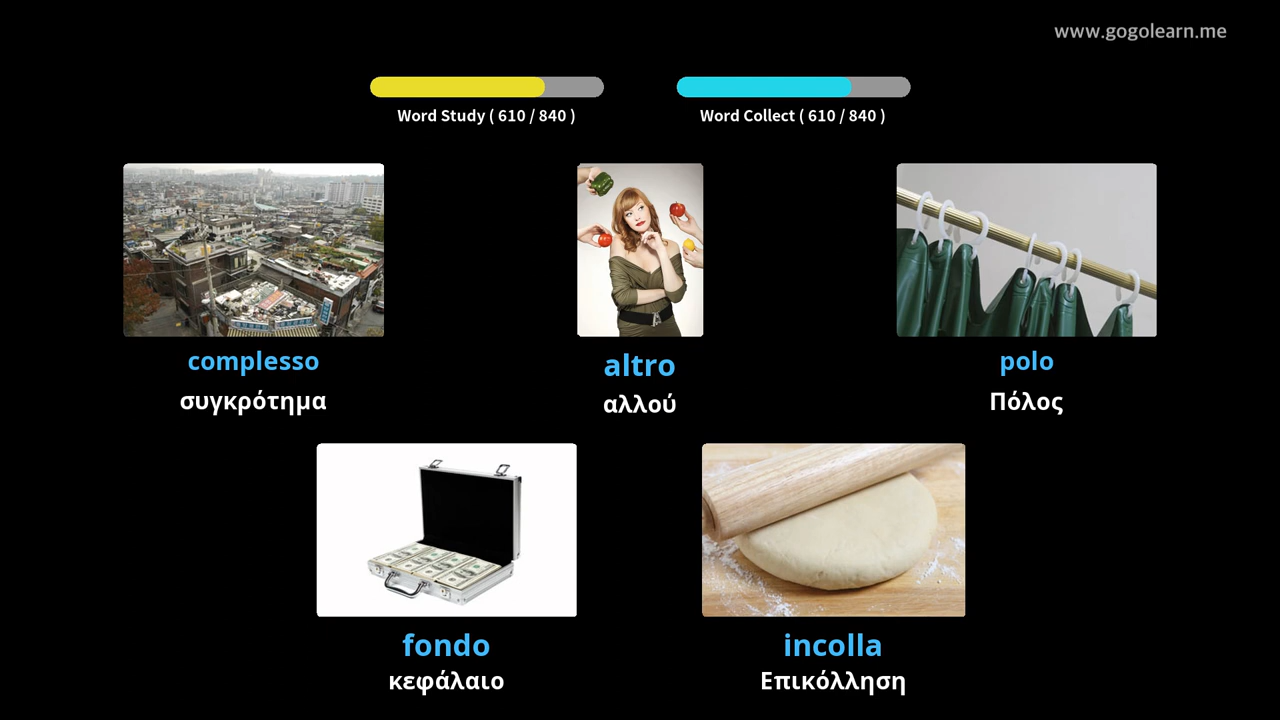 www.gogolearn.me
Word Study ( 610 / 840 )
Word Collect ( 610 / 840 )
complesso
συγκρότημα
altro
αλλού
polo
Πόλος
fondo
κεφάλαιο
incolla
Επικόλληση